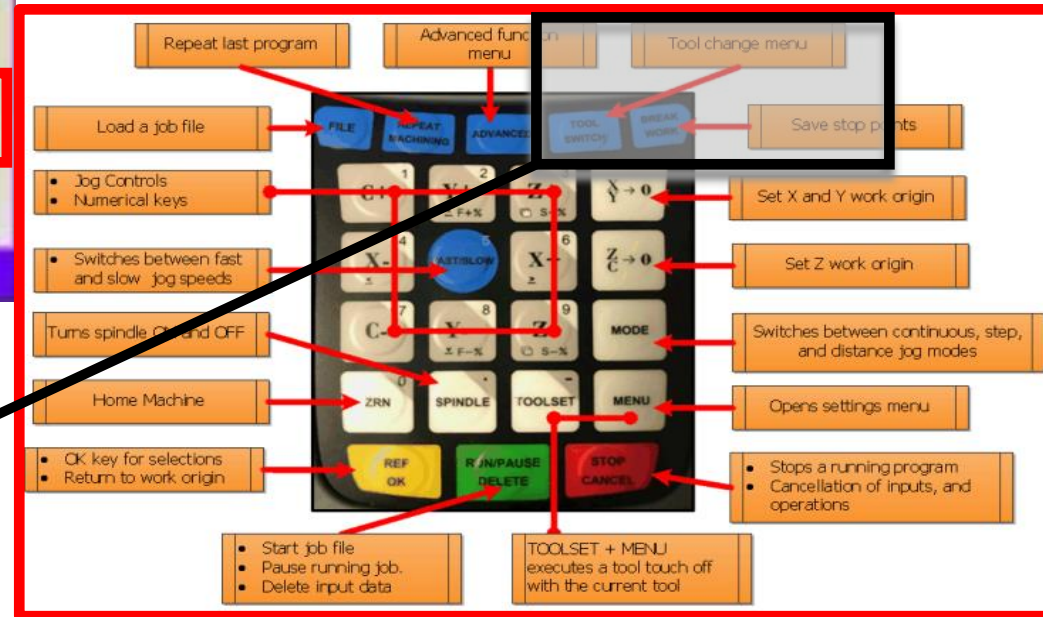 Repeat last program
Advanced function
menu
Tool change menu
Load a job file
FILE
REPEAT
MACHINING
ADVANCED
TOOL
SWITCH
BREAK
WORK
Save stop points
• Jog Controls
• Numerical keys
C+ 1
Y+ 2
F+%
Z 3
S-%
X
Y → 0
Set X and Y work origin
• Switches between fast
and slow jog speeds
X- 4
FAST/SLOW 5
X+ 6
Z
C → 0
Set Z work origin
Turns spindle ON and OFF
C- 7
Y- 8
F-%
Z- 9
S-%
MODE
Switches between continuous, step,
and distance jog modes
Home Machine
0
ZRN
SPINDLE
TOOLSET
MENU
Opens settings menu
• OK key for selections
• Return to work origin
REF
OK
RUN/PAUSE
DELETE
STOP
CANCEL
• Stops a running program
• Cancellation of inputs, and
operations
• Start job file
• Pause running job.
• Delete input data
TOOLSET + MENU
executes a tool touch off
with the current tool